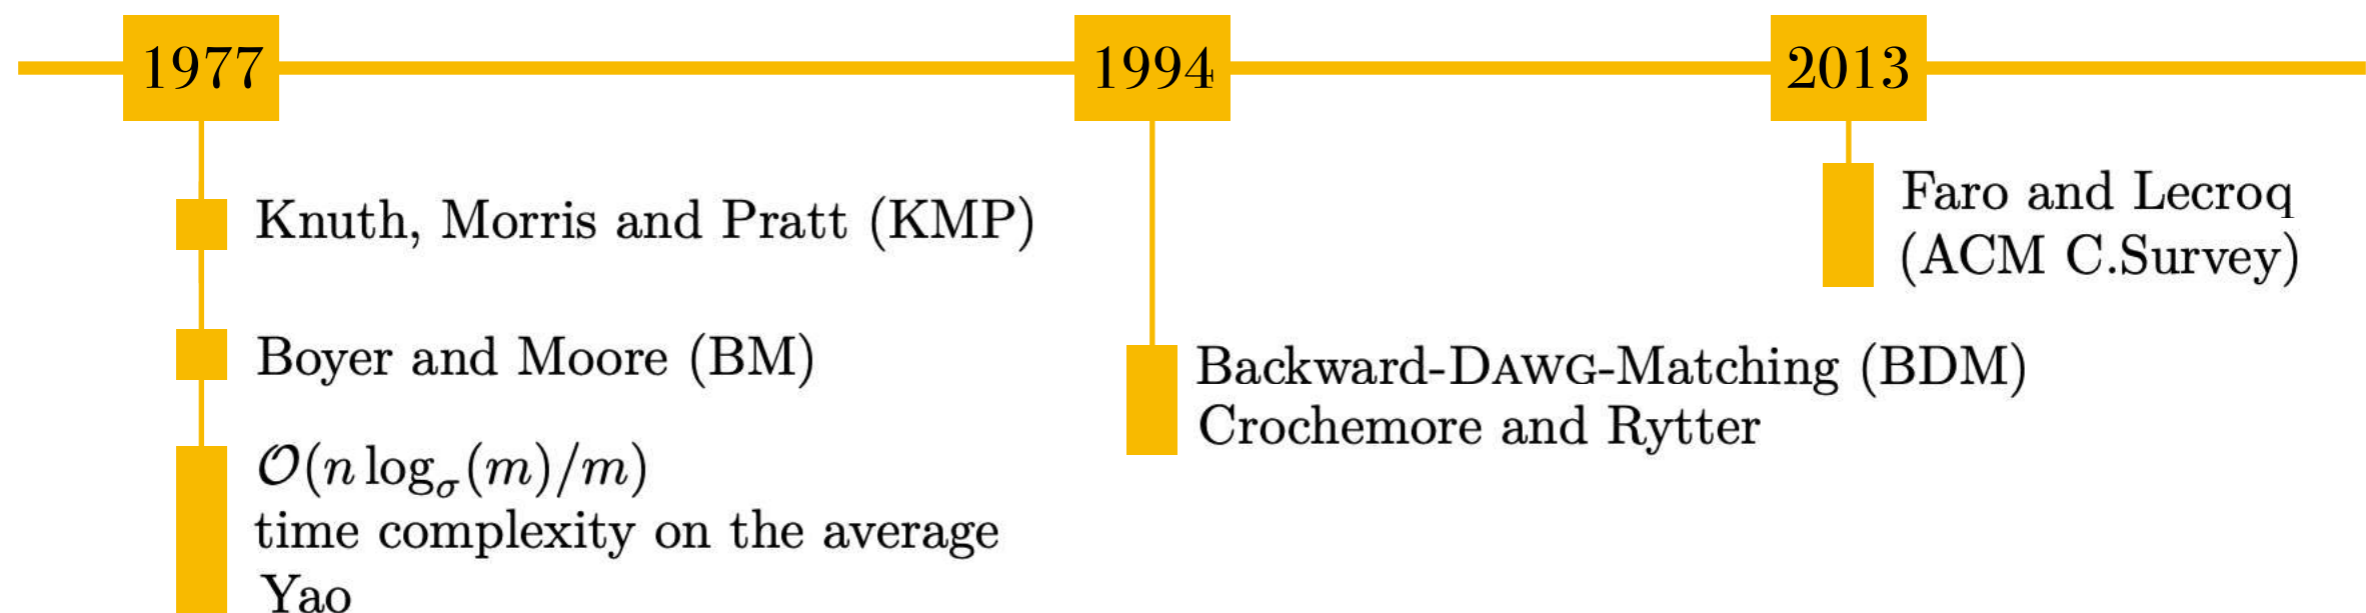 1977
Knuth, Morris and Pratt (KMP)
Boyer and Moore (BM)
𝒪(n log_σ(m)/m)
time complexity on the average
Yao
1994
Backward-DAWG-Matching (BDM)
Crochemore and Rytter
2013
Faro and Lecroq
(ACM C.Survey)